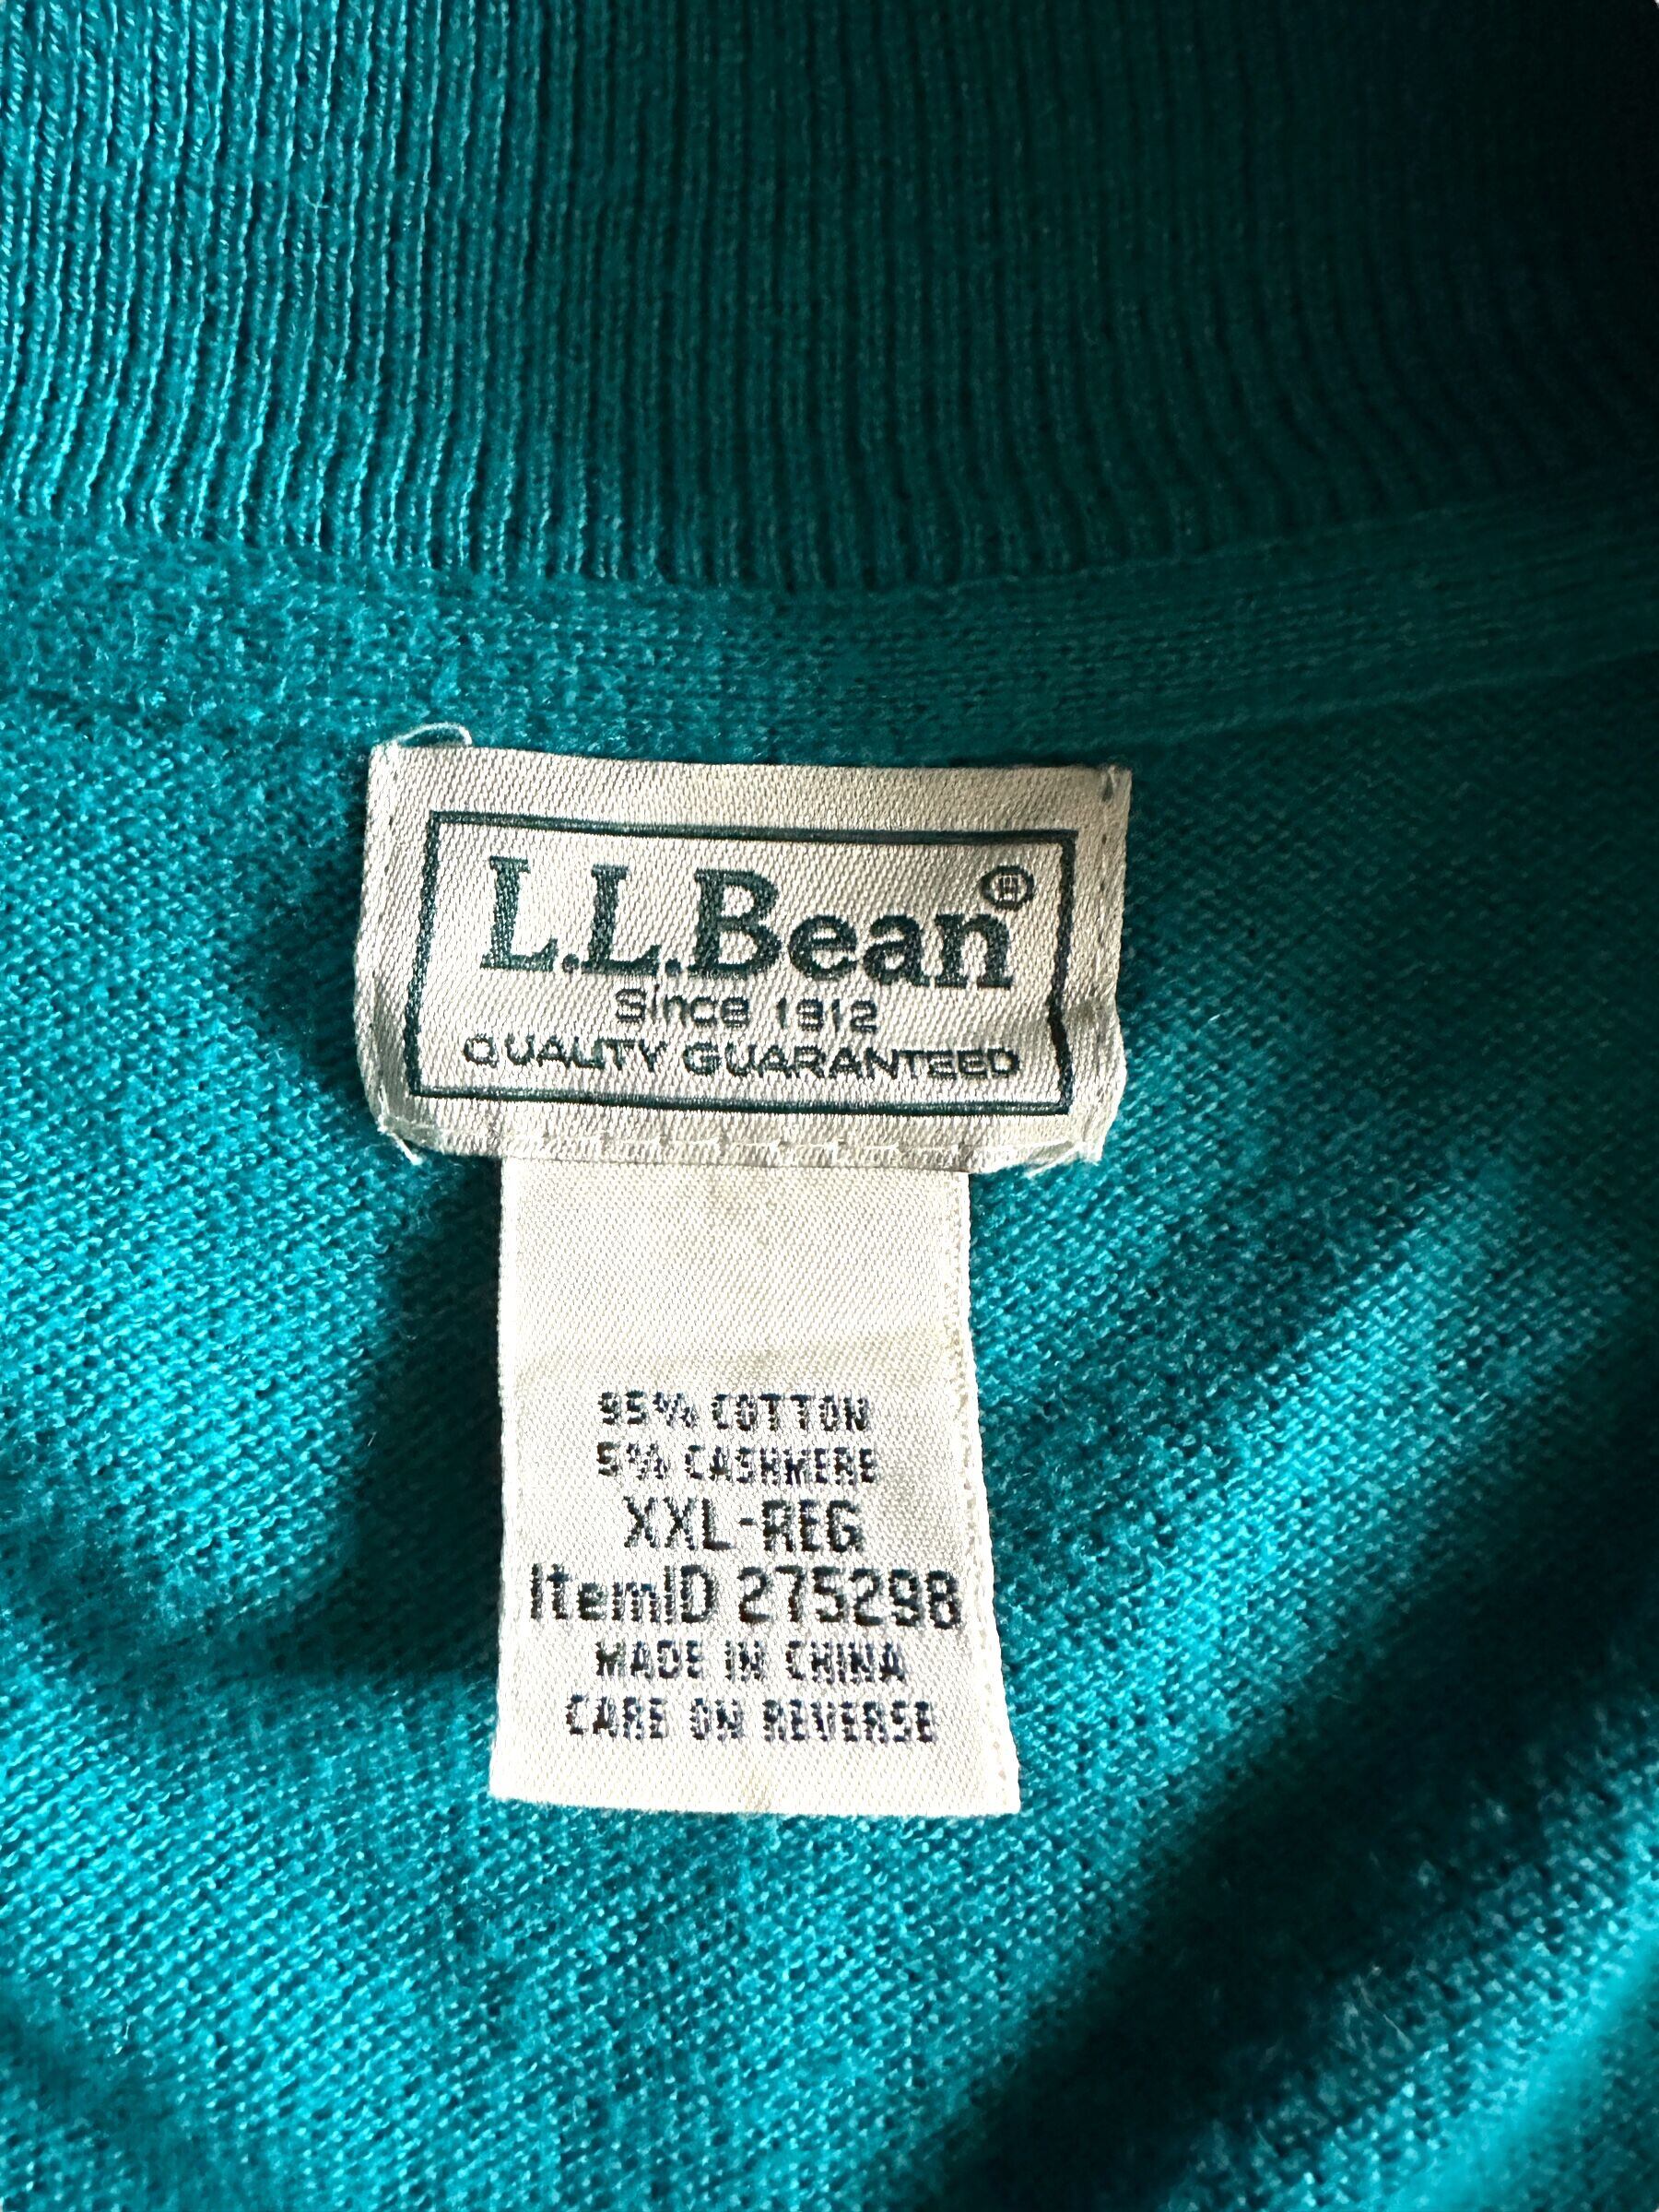 L.L.Bean®
Since 1912
QUALITY GUARANTEED
95% COTTON
5% CASHMERE
XXL-REG
ItemID 275298
MADE IN CHINA
CARE ON REVERSE